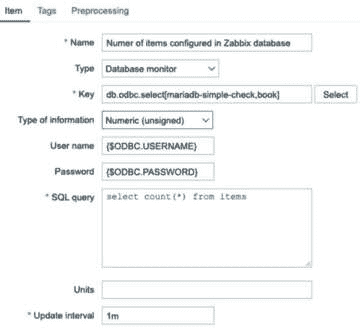 Item Tags Preprocessing
* Name Numer of items configured in Zabbix database
Type Database monitor
* Key db.odbc.select[mariadb-simple-check,book] Select
Type of information Numeric (unsigned)
User name {$ODBC.USERNAME}
Password {$ODBC.PASSWORD}
* SQL query select count(*) from items
Units
* Update interval 1m